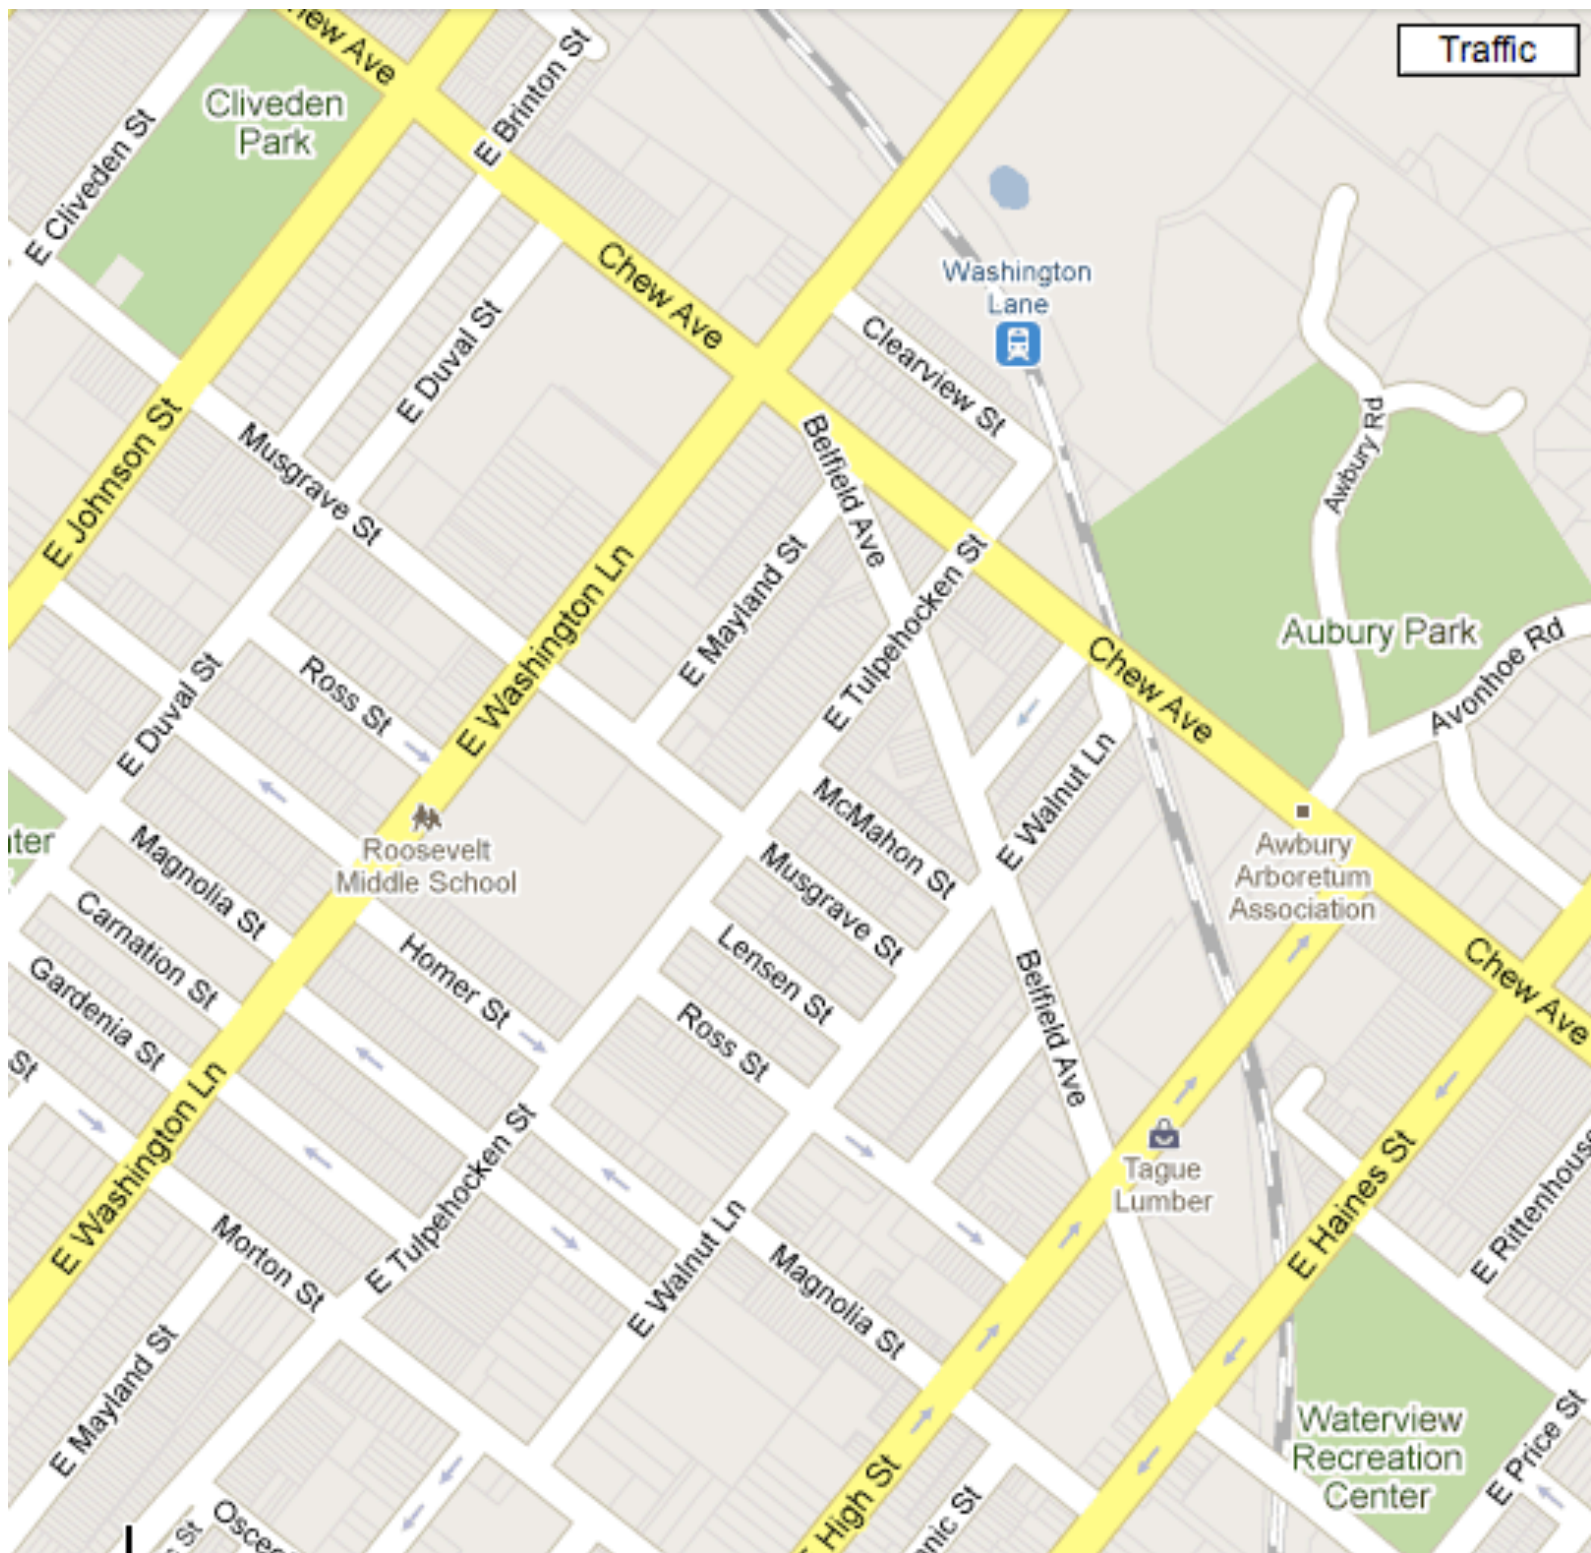 Traffic
Chew Ave
E Brinton St
Cliveden
Park
E Cliveden St
Chew Ave
Washington
Lane
Clearview St
E Duval St
Belfield Ave
Awbury Rd
E Johnson St
Musgrave St
E Mayland St
E Washington Ln
E Tulpehocken St
Aubury Park
Avonhoe Rd
Chew Ave
Ross St
E Duval St
E Walnut Ln
McMahon St
Roosevelt
Middle School
Magnolia St
Musgrave St
Awbury
Arboretum
Association
Carnation St
Homer St
Lensen St
Gardenia St
Ross St
Belfield Ave
Chew Ave
St
E Washington Ln
E Tulpehocken St
Tague
Lumber
E Haines St
E Rittenhouse
Morton St
E Walnut Ln
Magnolia St
E Mayland St
Waterview
Recreation
Center
E Price St
E High St
St